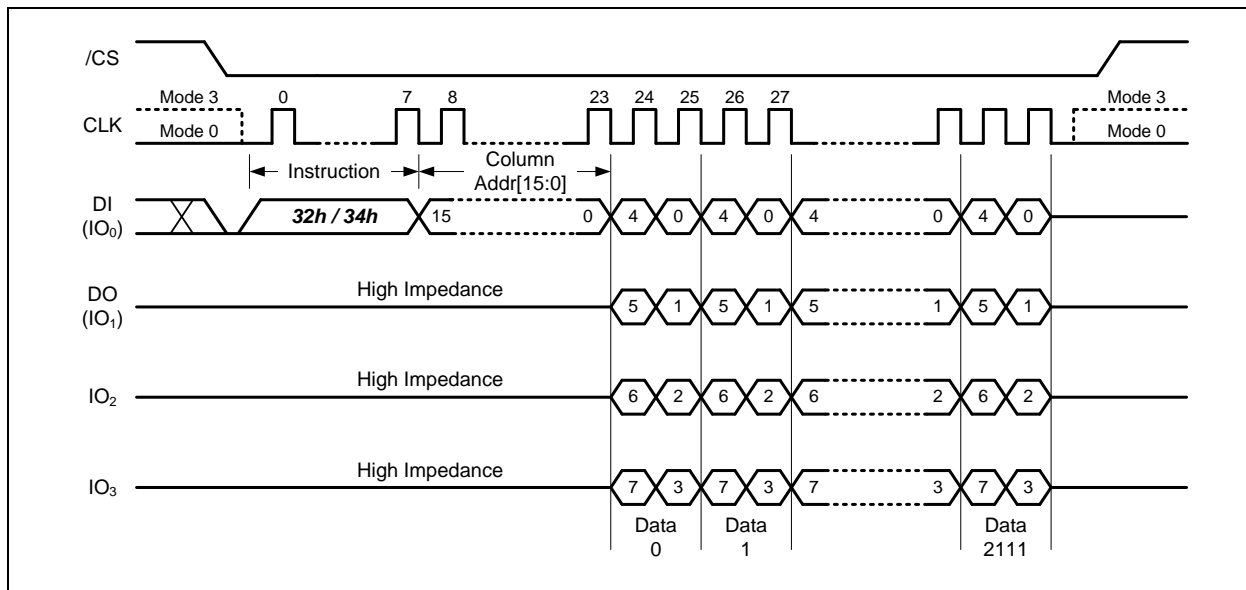 /CS
Mode 3 0 7 8 23 24 25 26 27 Mode 3
CLK
Mode 0 Mode 0
Instruction
Column
Addr[15:0]
DI
(IO₀)
32h / 34h 15 0 4 0 4 0 4 0 4 0
DO
(IO₁)
High Impedance
5 1 5 1 5 1 5 1
IO₂
High Impedance
6 2 6 2 6 2 6 2
IO₃
High Impedance
7 3 7 3 7 3 7 3
Data
0
Data
1
Data
2111